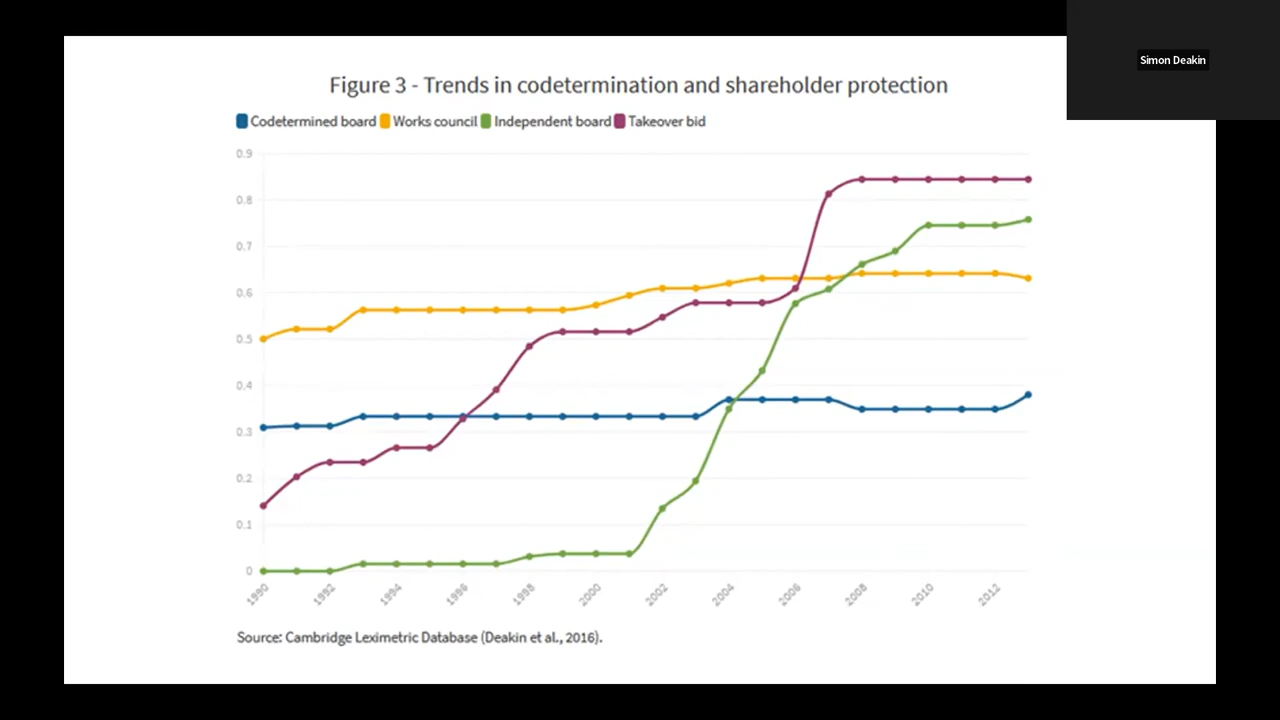 Simon Deakin
Figure 3 - Trends in codetermination and shareholder protection
Codetermined board Works council Independent board Takeover bid
0.9
0.8
0.7
0.6
0.5
0.4
0.3
0.2
0.1
0
1990 1992 1994 1996 1998 2000 2002 2004 2006 2008 2010 2012
Source: Cambridge Leximetric Database (Deakin et al., 2016).